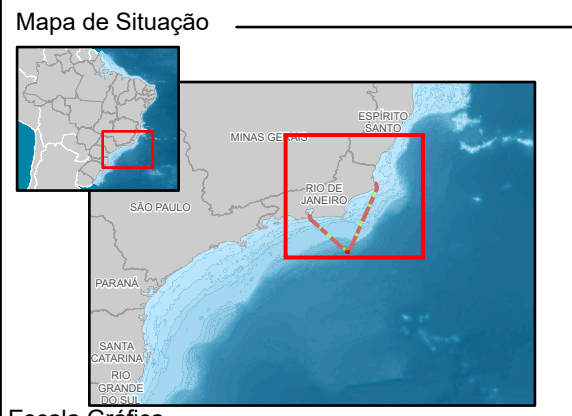 Mapa de Situação
ESPÍRITO
SANTO
MINAS GERAIS
RIO DE
JANEIRO
SÃO PAULO
PARANÁ
SANTA
CATARINA
RIO
GRANDE
DO SUL
Escala Gráfica